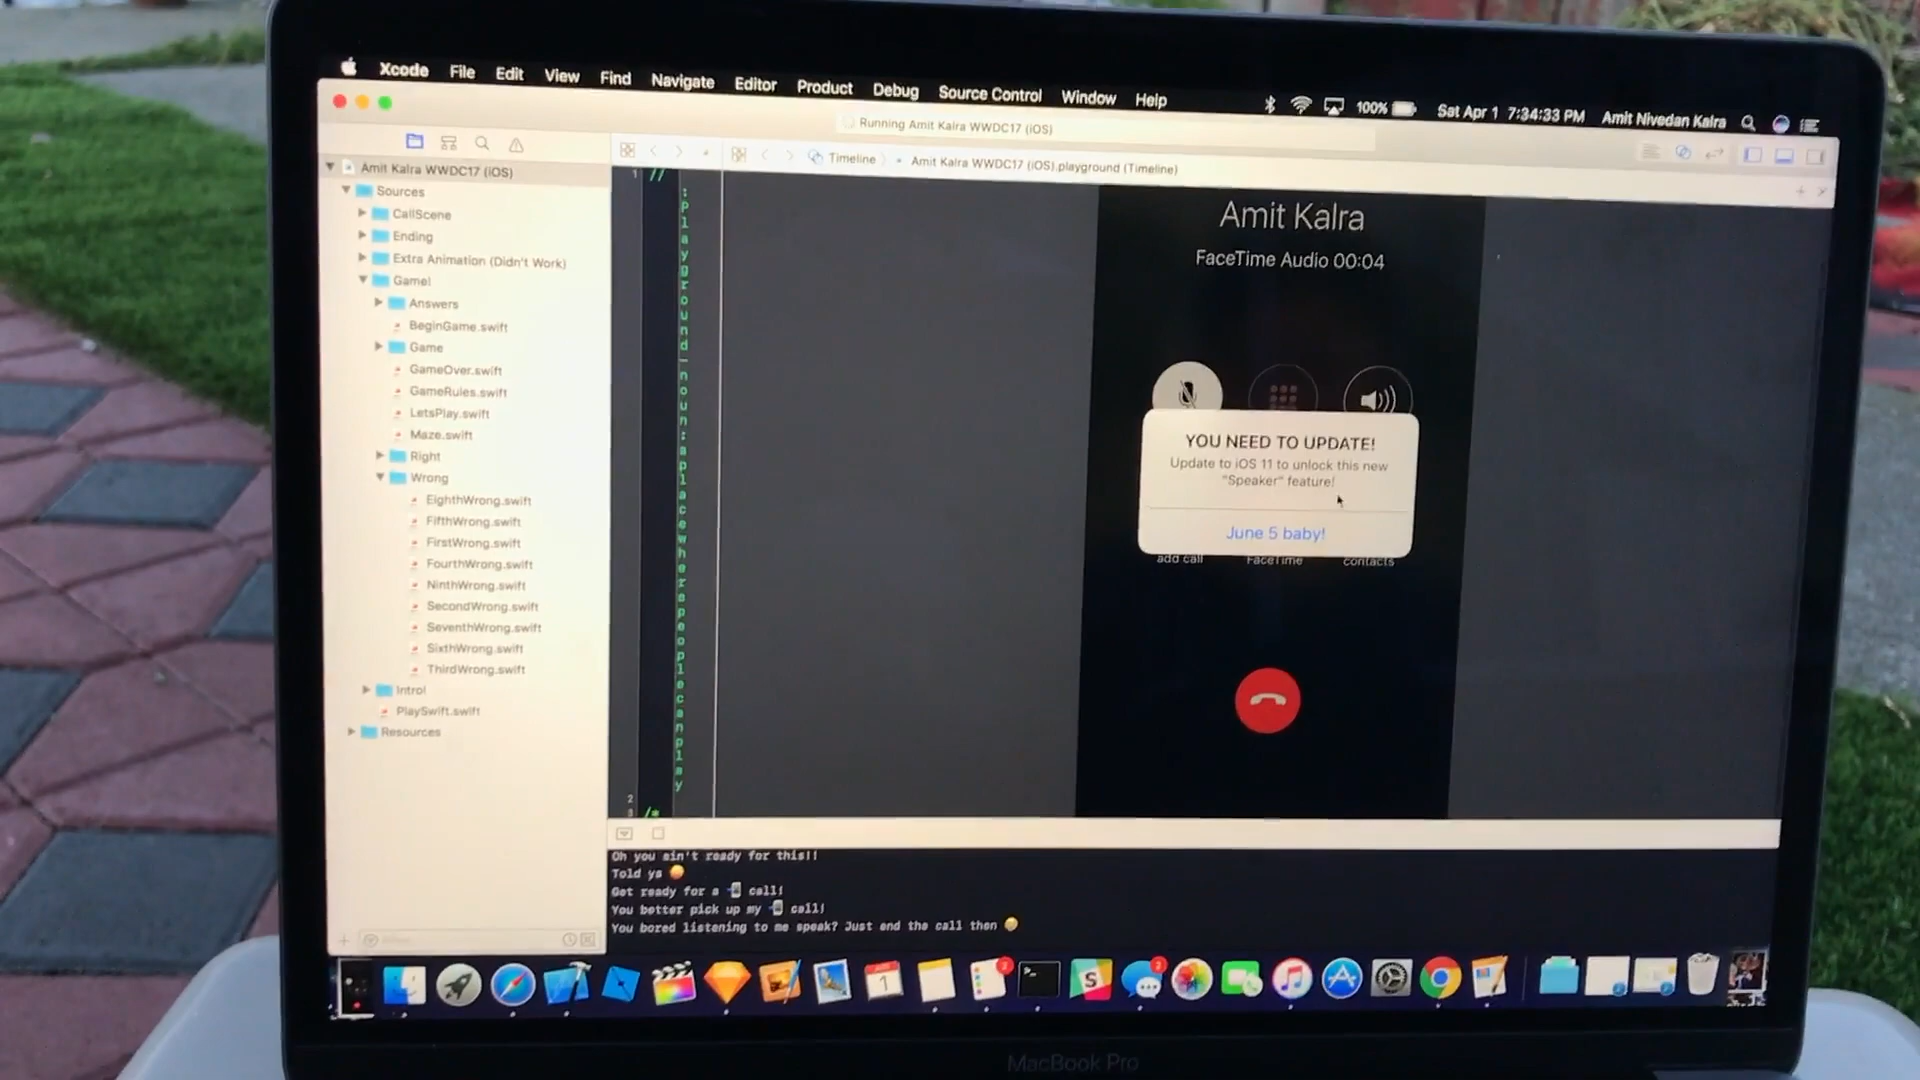 Xcode File Edit View Find Navigate Editor Product Debug Source Control Window Help
100% Sat Apr 1 7:34:33 PM Amit Nivedan Kalra
Running Amit Kalra WWDC17 (iOS)
Timeline Amit Kalra WWDC17 (iOS).playground (Timeline)
Amit Kalra WWDC17 (iOS)
Sources
CallScene
Ending
Extra Animation (Didn't Work)
Game!
Answers
BeginGame.swift
Game
GameOver.swift
GameRules.swift
LetsPlay.swift
Maze.swift
Right
Wrong
EighthWrong.swift
FifthWrong.swift
FirstWrong.swift
FourthWrong.swift
NinthWrong.swift
SecondWrong.swift
SeventhWrong.swift
SixthWrong.swift
ThirdWrong.swift
Intro!
PlaySwift.swift
Resources
1 //
:playground_noun:aplacewherepeopplecanplay
2
3 /*
Amit Kalra
FaceTime Audio 00:04
YOU NEED TO UPDATE!
Update to iOS 11 to unlock this new
"Speaker" feature!
June 5 baby!
add call FaceTime contacts
Oh you ain't ready for this!!
Told ya
Get ready for a call!
You better pick up my call!
You bored listening to me speak? Just end the call then
MacBook Pro